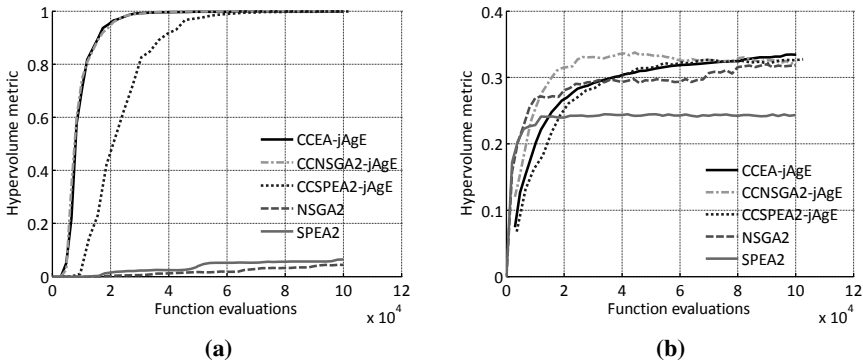 Hypervolume metric
1
0.8
0.6
0.4
0.2
0
CCEA-jAgE
CCNSGA2-jAgE
CCSPEA2-jAgE
NSGA2
SPEA2
0 2 4 6 8 10 12
Function evaluations
x 10^4
(a)
Hypervolume metric
0.4
0.3
0.2
0.1
0
CCEA-jAgE
CCNSGA2-jAgE
CCSPEA2-jAgE
NSGA2
SPEA2
0 2 4 6 8 10 12
Function evaluations
x 10^4
(b)